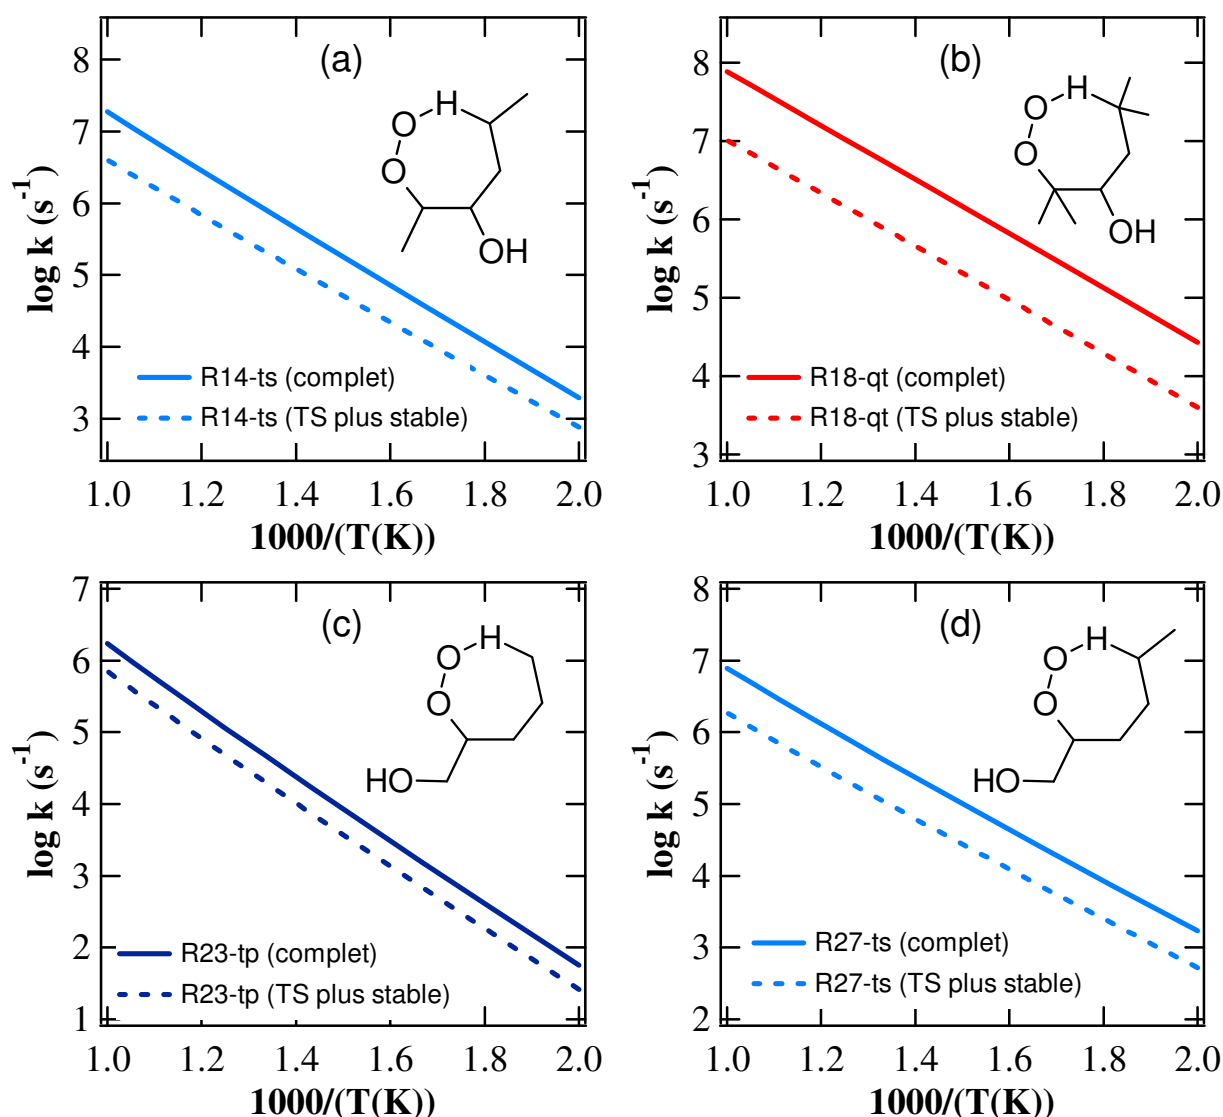 (a)
8
7
6
5
4
3
log k (s-1)
H
O
O
OH
R14-ts (complet)
R14-ts (TS plus stable)
1.0 1.2 1.4 1.6 1.8 2.0
1000/(T(K))
(b)
8
7
6
5
4
3
log k (s-1)
H
O
O
OH
R18-qt (complet)
R18-qt (TS plus stable)
1.0 1.2 1.4 1.6 1.8 2.0
1000/(T(K))
(c)
7
6
5
4
3
2
1
log k (s-1)
H
O
O
HO
R23-tp (complet)
R23-tp (TS plus stable)
1.0 1.2 1.4 1.6 1.8 2.0
1000/(T(K))
(d)
8
7
6
5
4
3
2
log k (s-1)
H
O
O
HO
R27-ts (complet)
R27-ts (TS plus stable)
1.0 1.2 1.4 1.6 1.8 2.0
1000/(T(K))